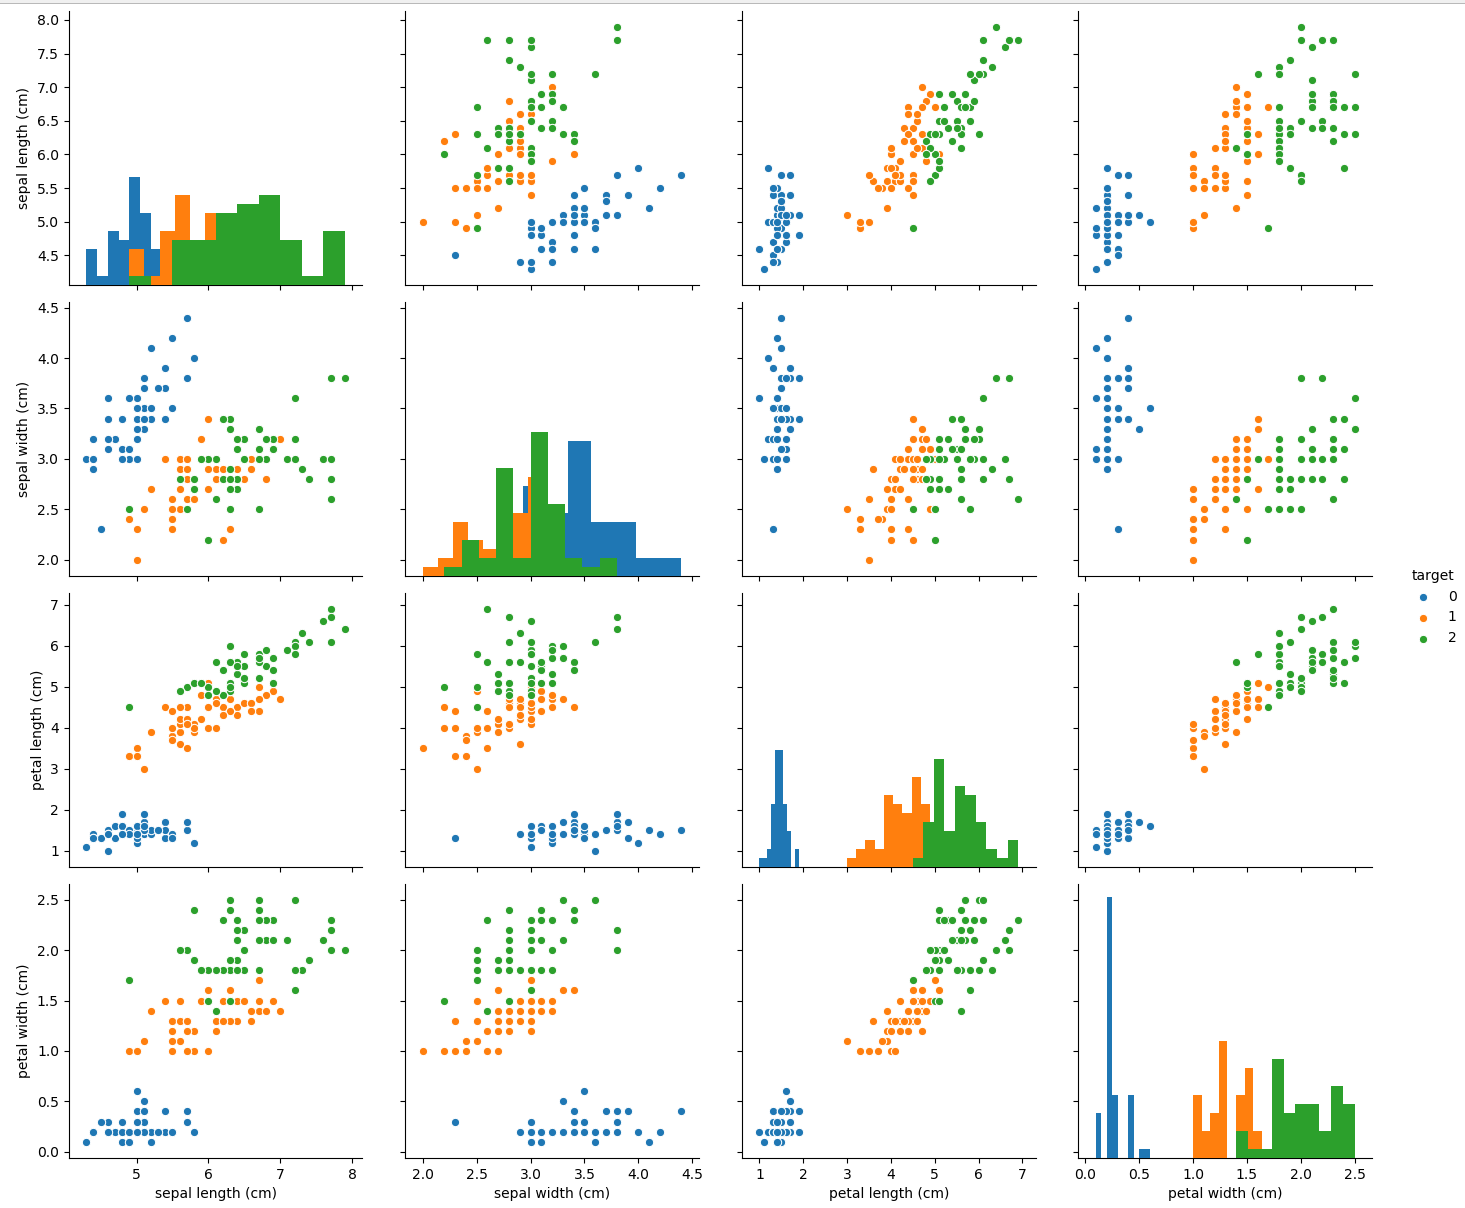 sepal length (cm)
8.0
7.5
7.0
6.5
6.0
5.5
5.0
4.5
5
6
7
sepal width (cm)
4.5
4.0
3.5
3.0
2.5
2.0
petal length (cm)
7
6
5
4
3
2
1
target
0
1
2
petal width (cm)
2.5
2.0
1.5
1.0
0.5
0.0
5 6 7 8
2.0 2.5 3.0 3.5 4.0 4.5
1 2 3 4 5 6 7
0.0 0.5 1.0 1.5 2.0 2.5
sepal length (cm)
sepal width (cm)
petal length (cm)
petal width (cm)